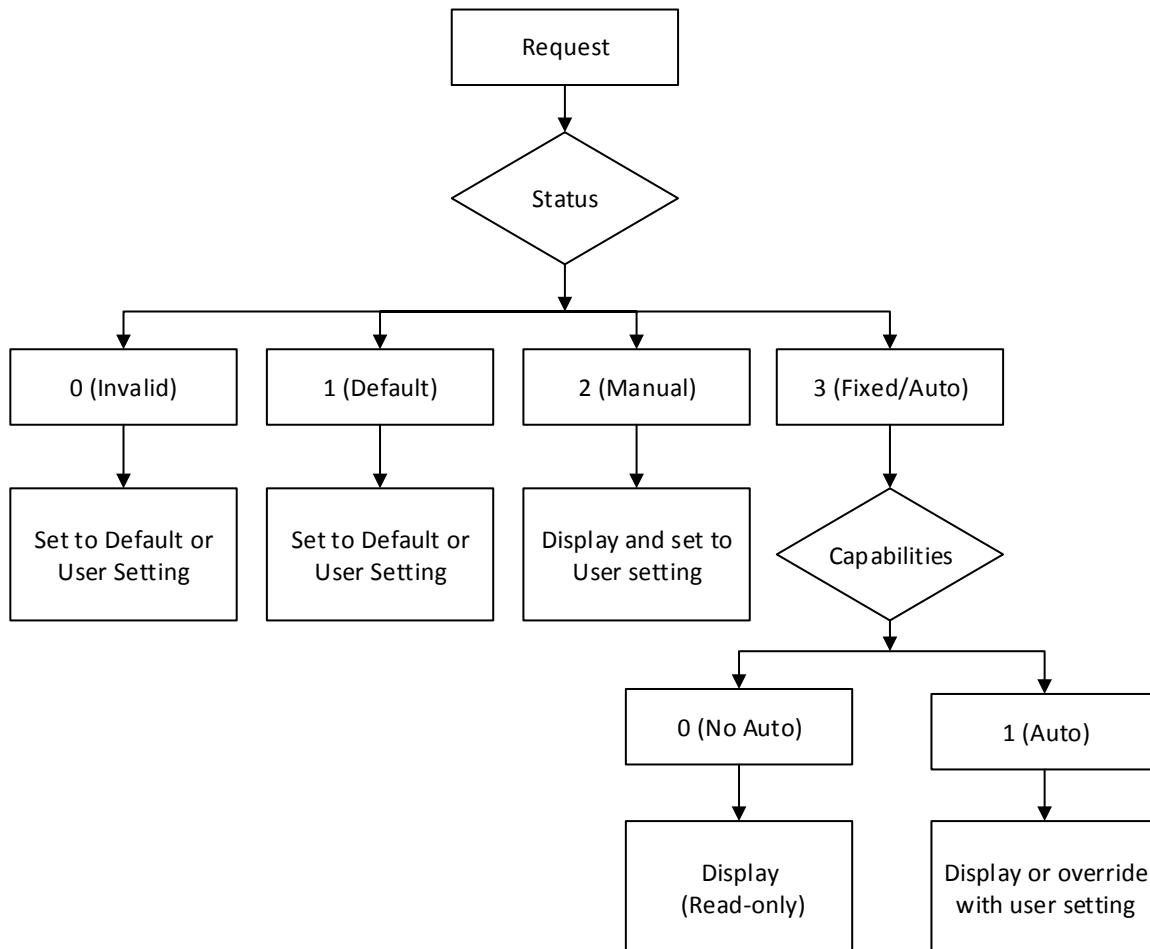 Request
Status
0 (Invalid)
1 (Default)
2 (Manual)
3 (Fixed/Auto)
Set to Default or
User Setting
Set to Default or
User Setting
Display and set to
User setting
Capabilities
0 (No Auto)
1 (Auto)
Display
(Read-only)
Display or override
with user setting